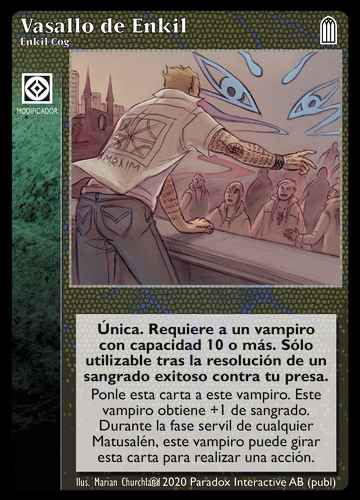 Vasallo de Enkil
Enkil Cog
MODIFICADOR
MAXIM
Única. Requiere a un vampiro
con capacidad 10 o más. Sólo
utilizable tras la resolución de un
sangrado exitoso contra tu presa.
Ponle esta carta a este vampiro. Este
vampiro obtiene +1 de sangrado.
Durante la fase servil de cualquier
Matusalén, este vampiro puede girar
esta carta para realizar una acción.
Ilus. Marian Churchland
© 2020 Paradox Interactive AB (publ)